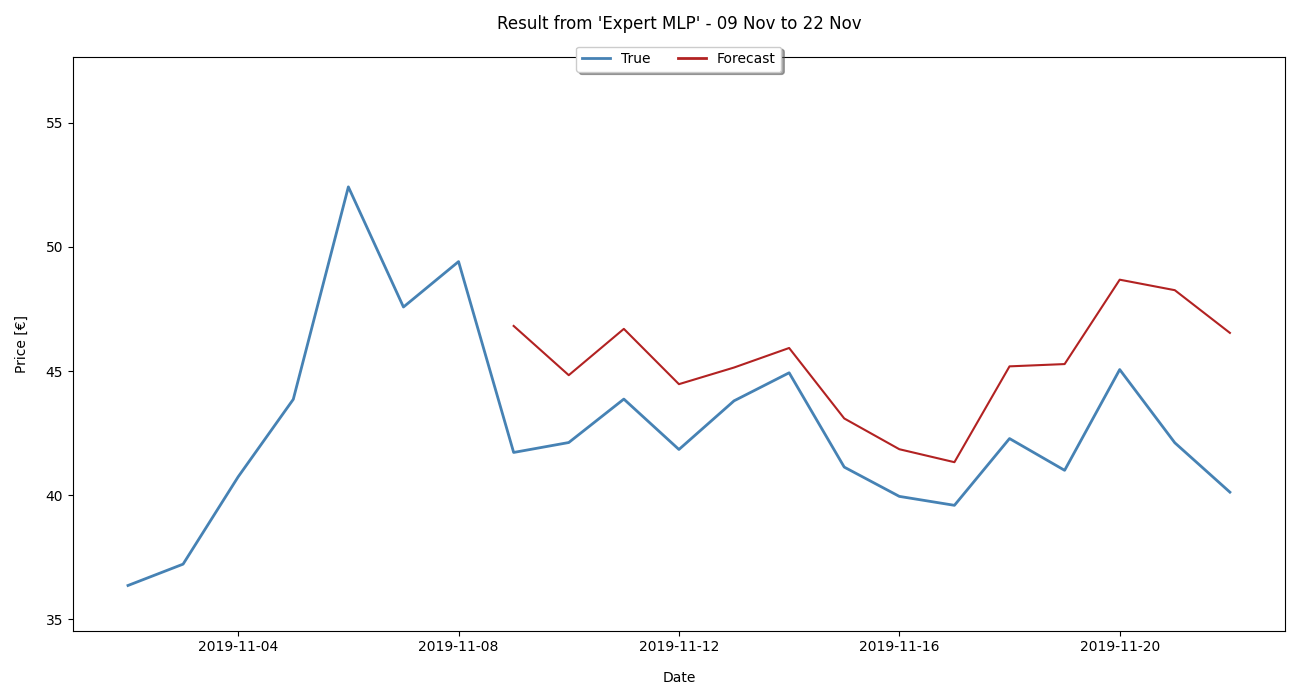 Result from 'Expert MLP' - 09 Nov to 22 Nov
True
Forecast
55
50
45
40
35
Price [€]
2019-11-04
2019-11-08
2019-11-12
2019-11-16
2019-11-20
Date